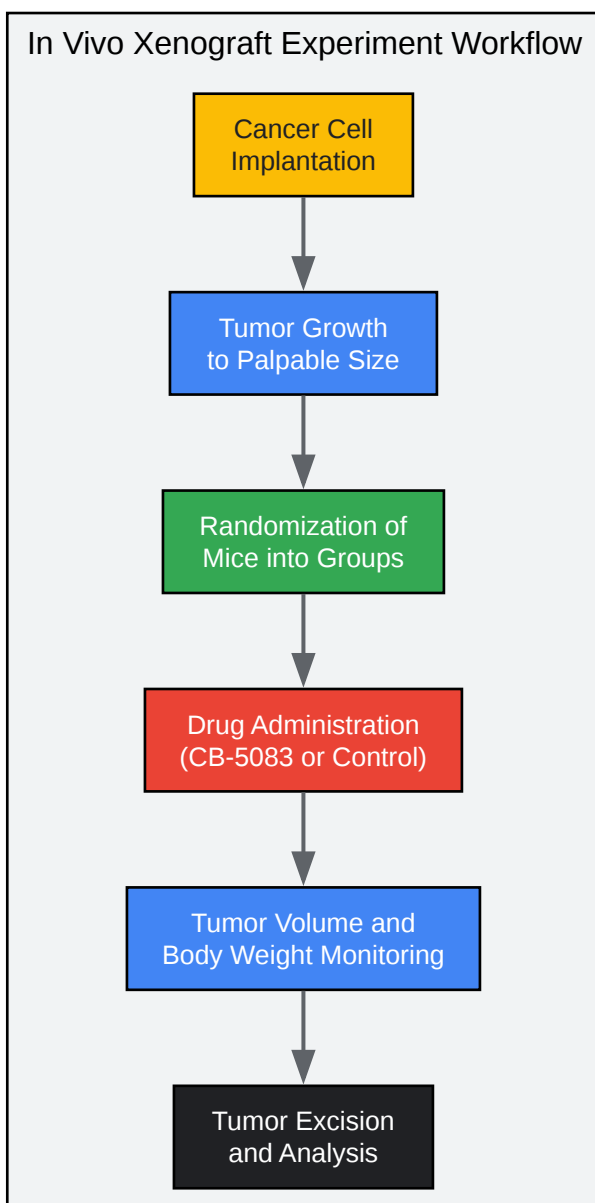 In Vivo Xenograft Experiment Workflow
Cancer Cell
Implantation
Tumor Growth
to Palpable Size
Randomization of
Mice into Groups
Drug Administration
(CB-5083 or Control)
Tumor Volume and
Body Weight Monitoring
Tumor Excision
and Analysis